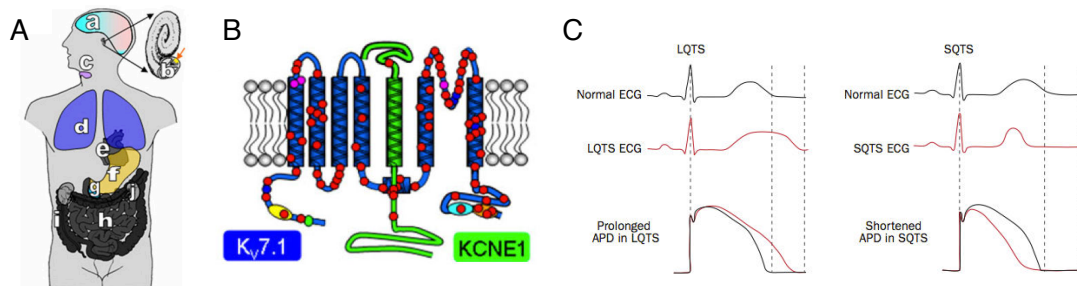 A
a
b
c
d
e
f
g
h
i
j
B
Kv7.1
KCNE1
C
LQTS
Normal ECG
LQTS ECG
Prolonged
APD in LQTS
SQTS
Normal ECG
SQTS ECG
Shortened
APD in SQTS